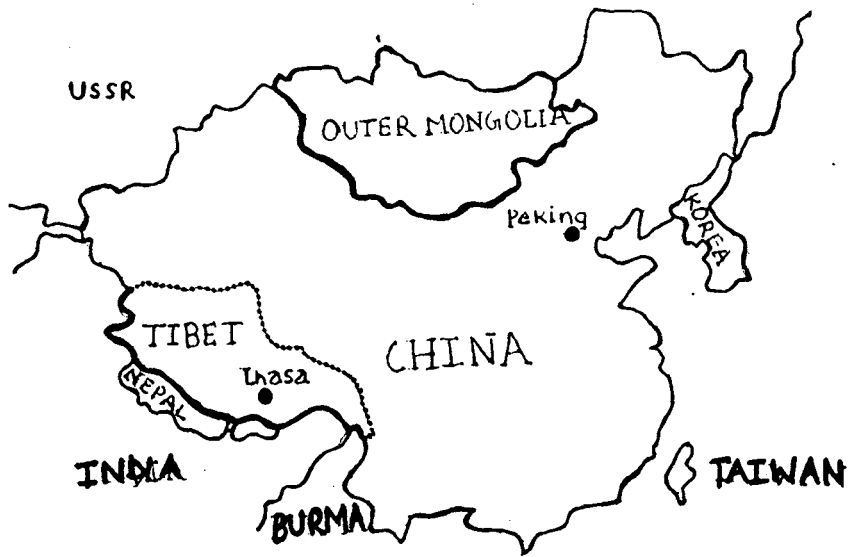 USSR
OUTER MONGOLIA
Peking
KOREA
TIBET
CHINA
Lhasa
NEPAL
INDIA
TAIWAN
BURMA